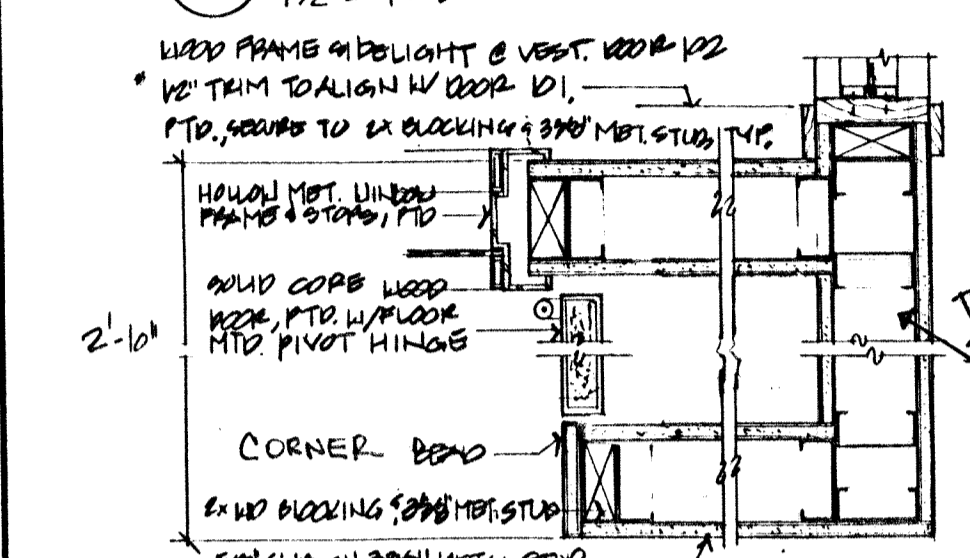 WOOD FRAME SIDELIGHT @ VEST. DOOR 102
* 1/2" TRIM TO ALIGN W/ DOOR 101.
PTD., SECURE TO 2X BLOCKING & 3 5/8" MET. STUD, TYP.
HOLLOW MET. WINDOW
FRAME & STOPS, PTD
SOLID CORE WOOD
DOOR, PTD. W/FLOOR
MTD. PIVOT HINGE
2'-10"
CORNER BEAD
2x WD BLOCKING & 3 5/8" MET. STUD